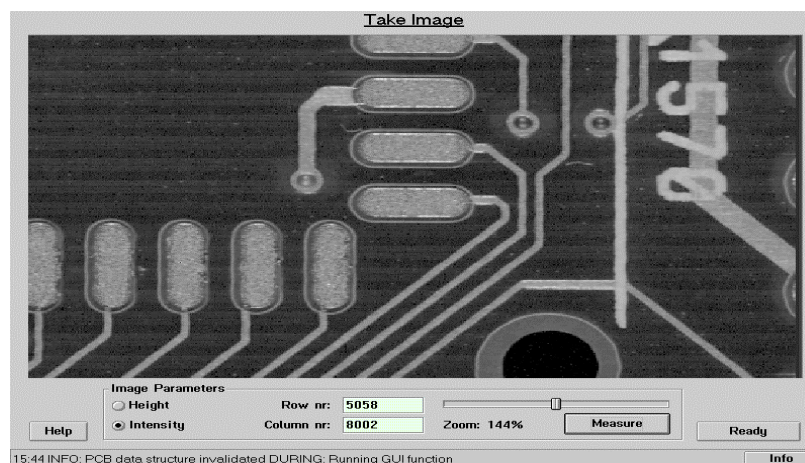 Take Image
11570
Image Parameters
Height
Row nr: 5058
Intensity
Column nr: 8002
Zoom: 144%
Measure
Help
Ready
15:44 INFO: PCB data structure invalidated DURING: Running GUI function
Info